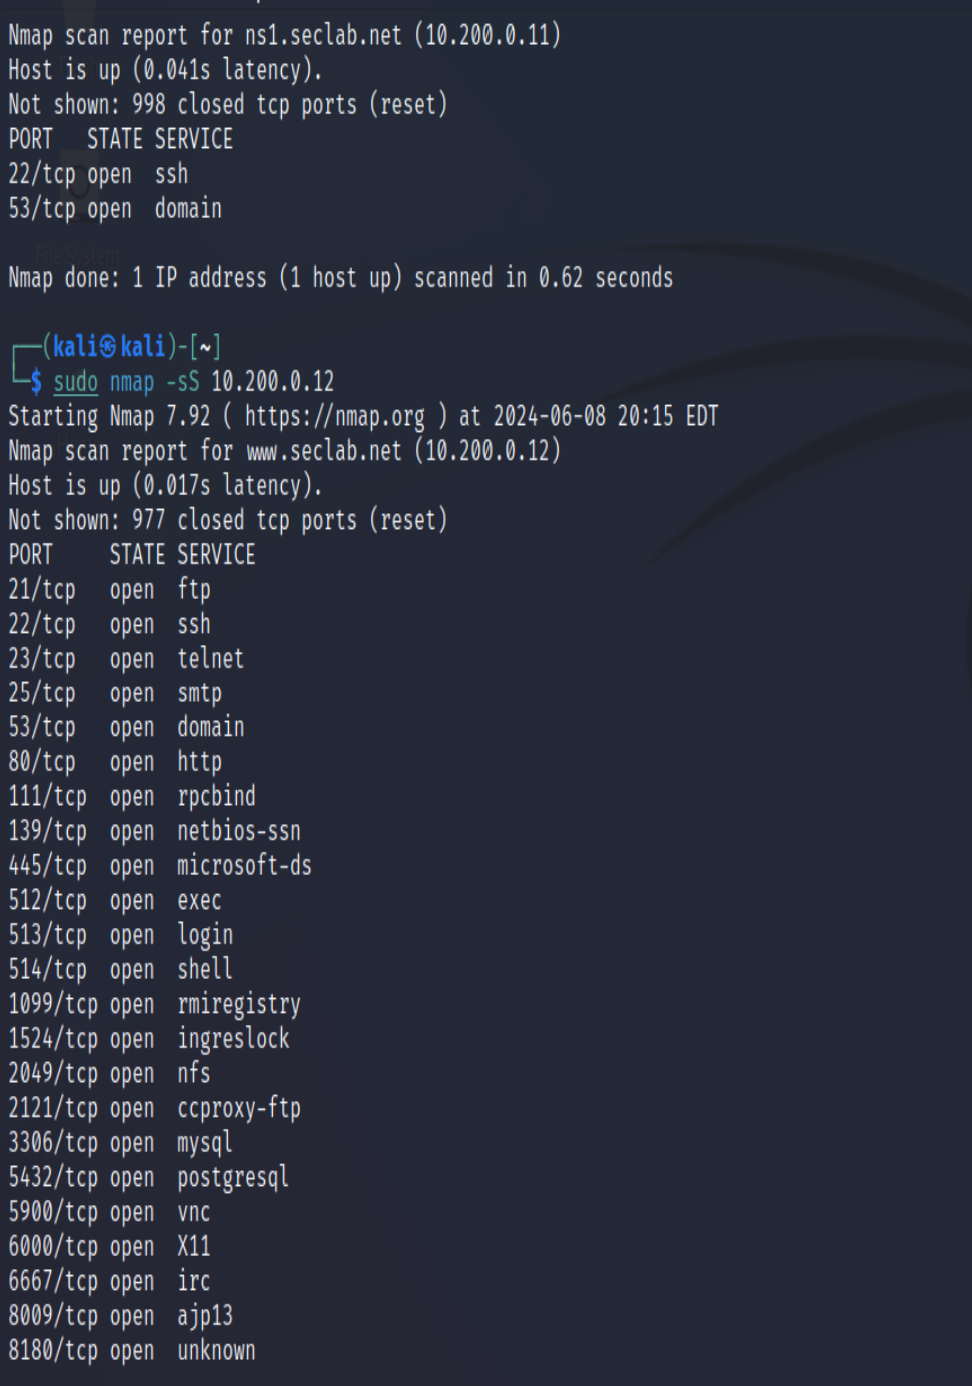 Nmap scan report for ns1.seclab.net (10.200.0.11)
Host is up (0.041s latency).
Not shown: 998 closed tcp ports (reset)
PORT   STATE SERVICE
22/tcp open  ssh
53/tcp open  domain
File System
Nmap done: 1 IP address (1 host up) scanned in 0.62 seconds
┌──(kali㉿kali)-[~]
└─$ sudo nmap -sS 10.200.0.12
Starting Nmap 7.92 ( https://nmap.org ) at 2024-06-08 20:15 EDT
Nmap scan report for www.seclab.net (10.200.0.12)
Host is up (0.017s latency).
Not shown: 977 closed tcp ports (reset)
PORT     STATE SERVICE
21/tcp   open  ftp
22/tcp   open  ssh
23/tcp   open  telnet
25/tcp   open  smtp
53/tcp   open  domain
80/tcp   open  http
111/tcp  open  rpcbind
139/tcp  open  netbios-ssn
445/tcp  open  microsoft-ds
512/tcp  open  exec
513/tcp  open  login
514/tcp  open  shell
1099/tcp open  rmiregistry
1524/tcp open  ingreslock
2049/tcp open  nfs
2121/tcp open  ccproxy-ftp
3306/tcp open  mysql
5432/tcp open  postgresql
5900/tcp open  vnc
6000/tcp open  X11
6667/tcp open  irc
8009/tcp open  ajp13
8180/tcp open  unknown